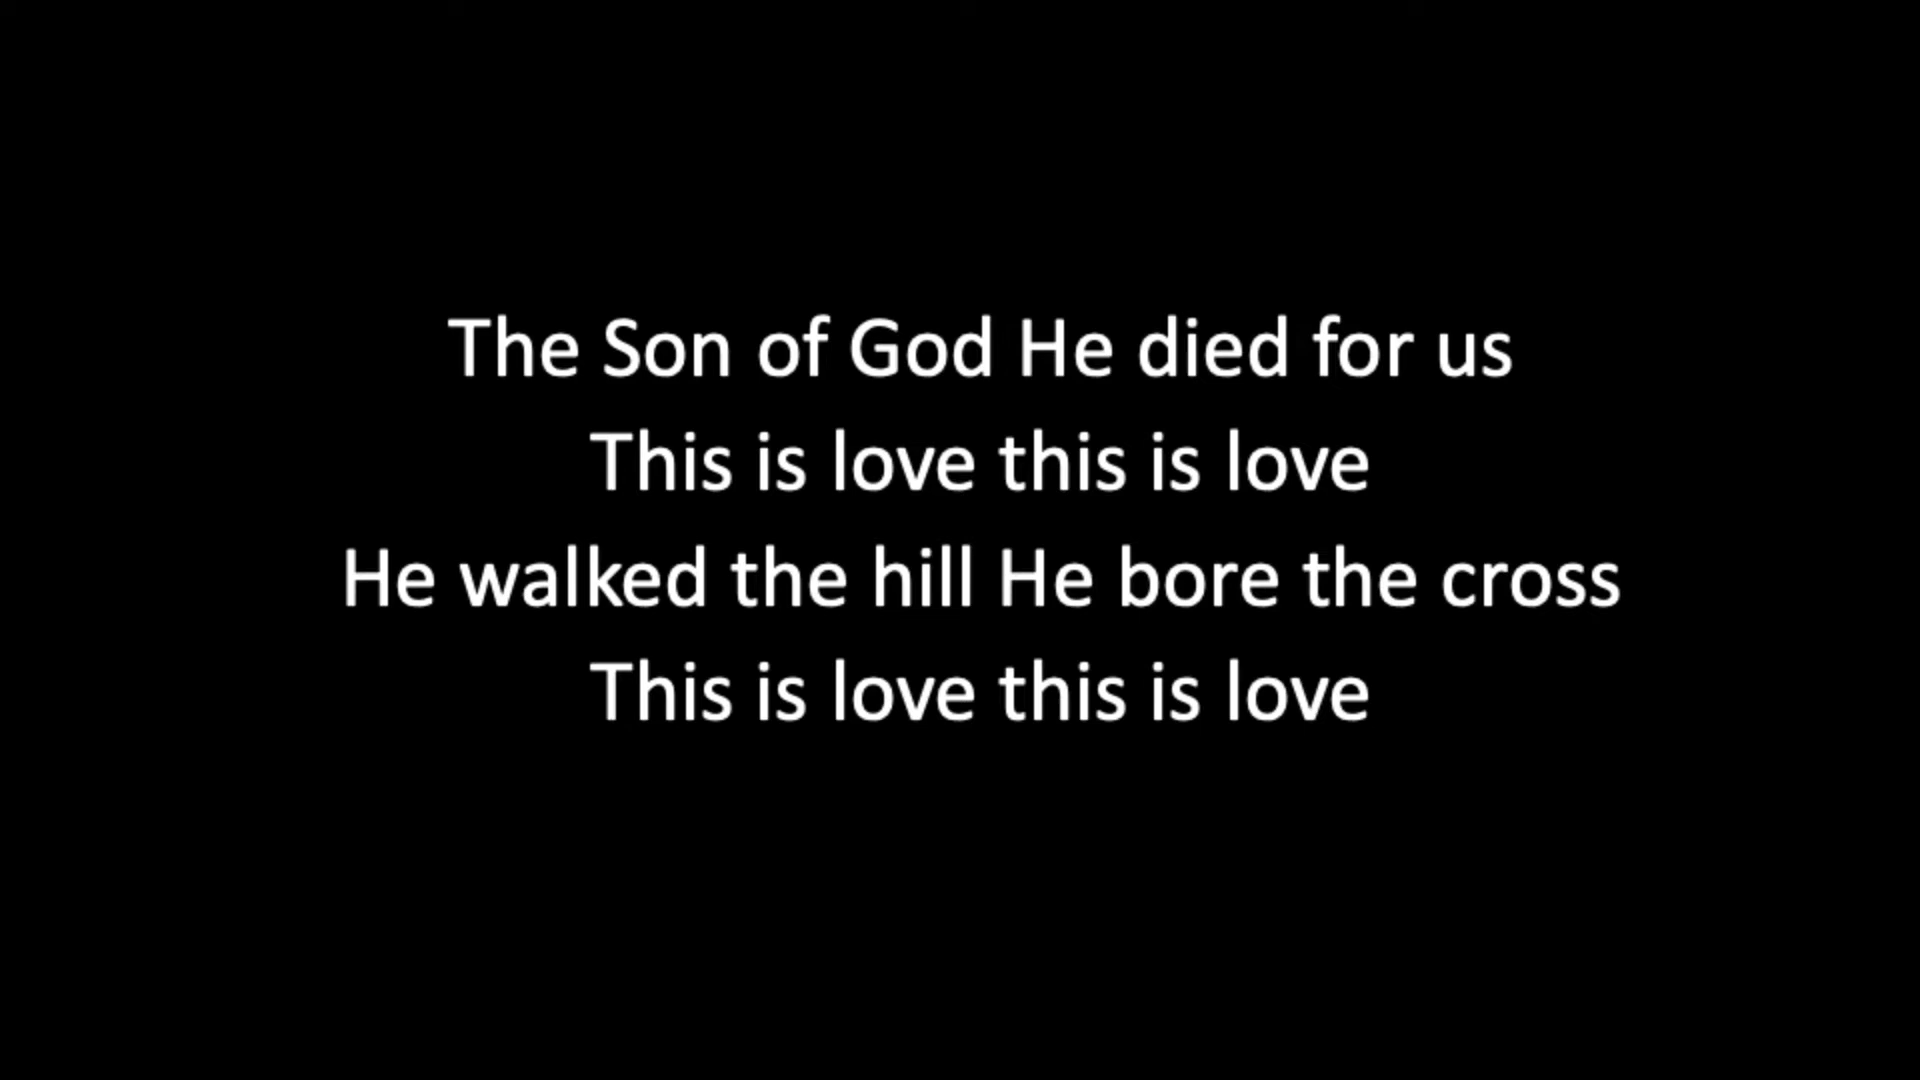 The Son of God He died for us
This is love this is love
He walked the hill He bore the cross
This is love this is love